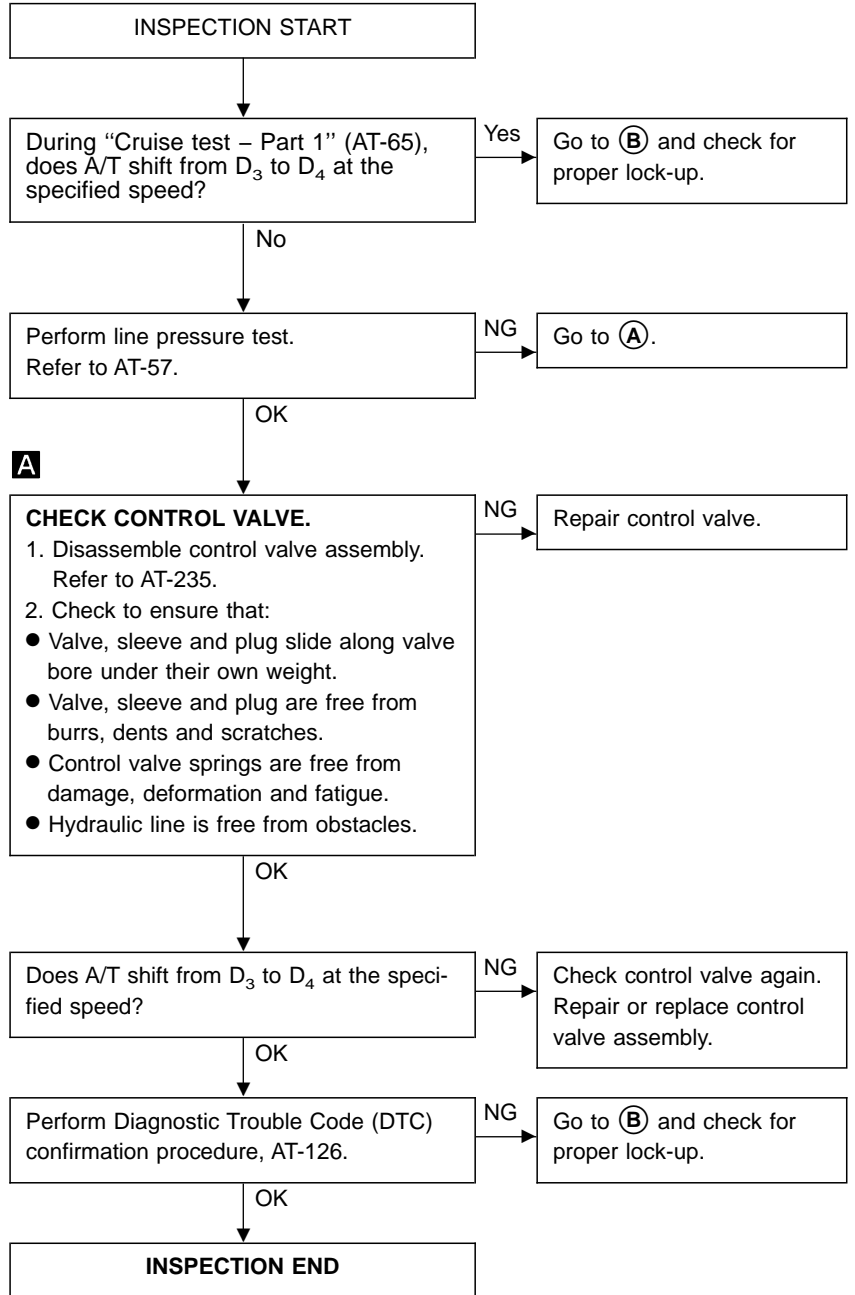 INSPECTION START
During ‘‘Cruise test – Part 1’’ (AT-65),
does A/T shift from D₃ to D₄ at the
specified speed?
Yes
Go to Ⓑ and check for
proper lock-up.
No
Perform line pressure test.
Refer to AT-57.
NG
Go to Ⓐ.
OK
A
CHECK CONTROL VALVE.
1. Disassemble control valve assembly.
Refer to AT-235.
2. Check to ensure that:
● Valve, sleeve and plug slide along valve
bore under their own weight.
● Valve, sleeve and plug are free from
burrs, dents and scratches.
● Control valve springs are free from
damage, deformation and fatigue.
● Hydraulic line is free from obstacles.
NG
Repair control valve.
OK
Does A/T shift from D₃ to D₄ at the speci-
fied speed?
NG
Check control valve again.
Repair or replace control
valve assembly.
OK
Perform Diagnostic Trouble Code (DTC)
confirmation procedure, AT-126.
NG
Go to Ⓑ and check for
proper lock-up.
OK
INSPECTION END